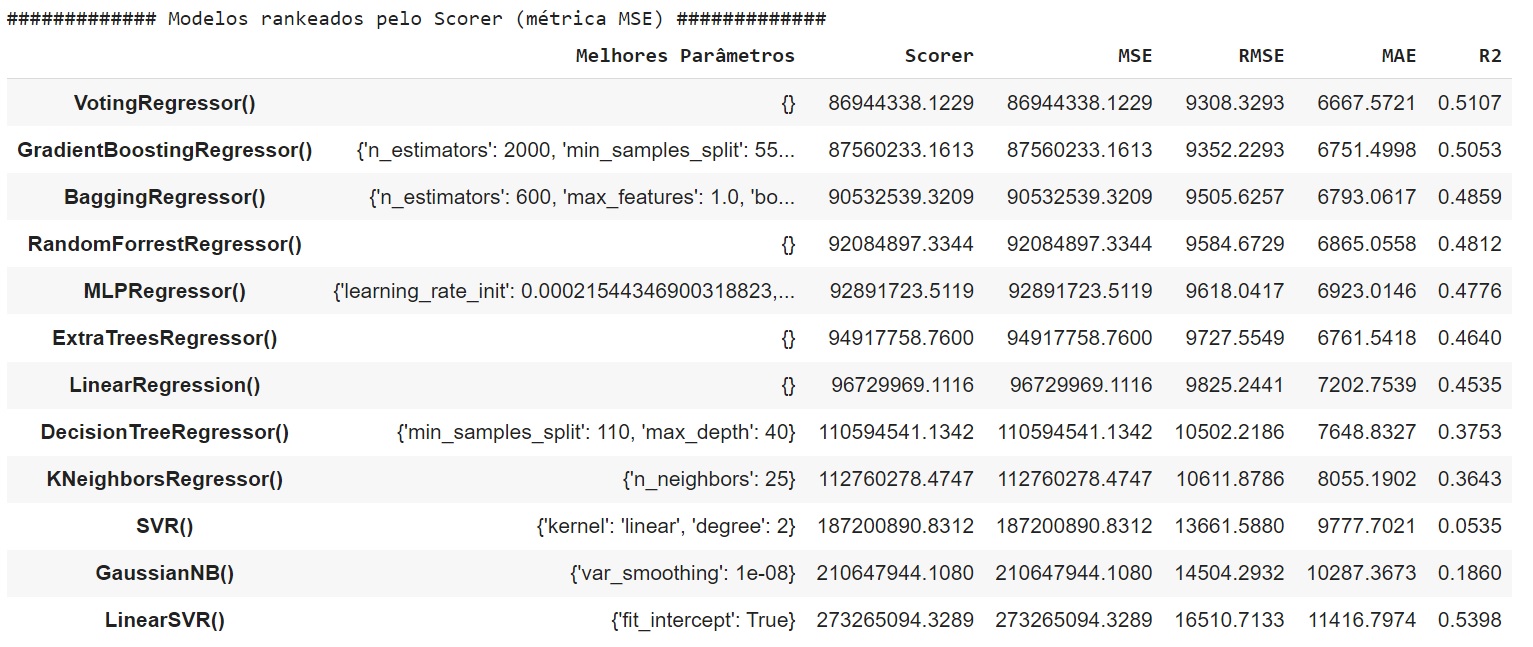 ############# Modelos rankeados pelo Scorer (métrica MSE) #############
Melhores Parâmetros Scorer MSE RMSE MAE R2
VotingRegressor() {} 86944338.1229 86944338.1229 9308.3293 6667.5721 0.5107
GradientBoostingRegressor() {'n_estimators': 2000, 'min_samples_split': 55... 87560233.1613 87560233.1613 9352.2293 6751.4998 0.5053
BaggingRegressor() {'n_estimators': 600, 'max_features': 1.0, 'bo... 90532539.3209 90532539.3209 9505.6257 6793.0617 0.4859
RandomForrestRegressor() {} 92084897.3344 92084897.3344 9584.6729 6865.0558 0.4812
MLPRegressor() {'learning_rate_init': 0.00021544346900318823,... 92891723.5119 92891723.5119 9618.0417 6923.0146 0.4776
ExtraTreesRegressor() {} 94917758.7600 94917758.7600 9727.5549 6761.5418 0.4640
LinearRegression() {} 96729969.1116 96729969.1116 9825.2441 7202.7539 0.4535
DecisionTreeRegressor() {'min_samples_split': 110, 'max_depth': 40} 110594541.1342 110594541.1342 10502.2186 7648.8327 0.3753
KNeighborsRegressor() {'n_neighbors': 25} 112760278.4747 112760278.4747 10611.8786 8055.1902 0.3643
SVR() {'kernel': 'linear', 'degree': 2} 187200890.8312 187200890.8312 13661.5880 9777.7021 0.0535
GaussianNB() {'var_smoothing': 1e-08} 210647944.1080 210647944.1080 14504.2932 10287.3673 0.1860
LinearSVR() {'fit_intercept': True} 273265094.3289 273265094.3289 16510.7133 11416.7974 0.5398